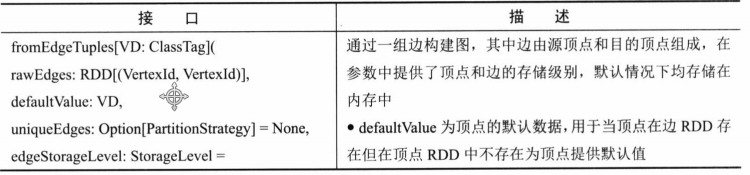 接 口
描 述
fromEdgeTuples[VD: ClassTag](
rawEdges: RDD[(VertexId, VertexId)],
defaultValue: VD,
uniqueEdges: Option[PartitionStrategy] = None,
edgeStorageLevel: StorageLevel =
通过一组边构建图，其中边由源顶点和目的顶点组成，在
参数中提供了顶点和边的存储级别，默认情况下均存储在
内存中
● defaultValue 为顶点的默认数据，用于当顶点在边 RDD 存
在但在顶点 RDD 中不存在为顶点提供默认值